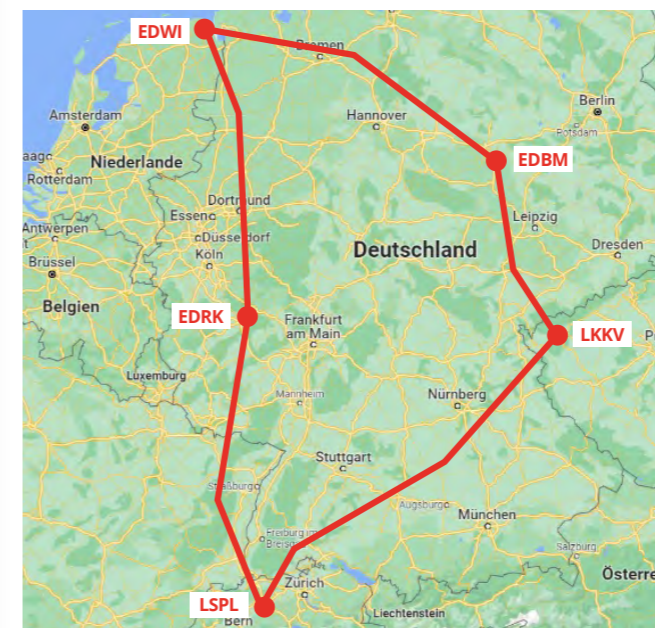 EDWI
Bremen
Amsterdam
Hannover
Berlin
Potsdam
aag
Niederlande
Rotterdam
EDBM
Dortmund
Essen
Leipzig
Antwerpen
Düsseldorf
Deutschland
Dresden
t
Köln
Brüssel
Belgien
EDRK
Frankfurt
am Main
LKKV
P
Luxemburg
Mannheim
Nürnberg
Stuttgart
Straßburg
Augsburg
München
Freiburg im
Breisgau
Salzburg
Österre
Zürich
LSPL
Liechtenstein
Bern